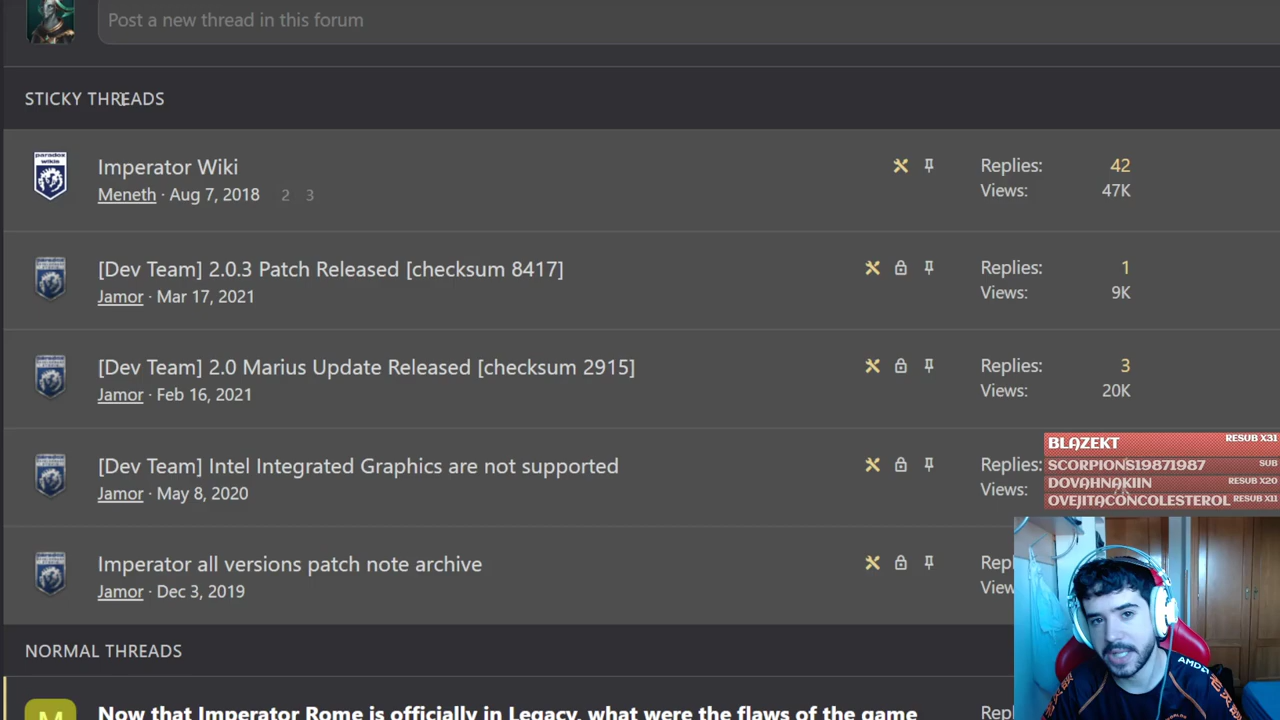 Post a new thread in this forum
STICKY THREADS
Imperator Wiki
Meneth · Aug 7, 2018 2 3
Replies: 42
Views: 47K
[Dev Team] 2.0.3 Patch Released [checksum 8417]
Jamor · Mar 17, 2021
Replies: 1
Views: 9K
[Dev Team] 2.0 Marius Update Released [checksum 2915]
Jamor · Feb 16, 2021
Replies: 3
Views: 20K
[Dev Team] Intel Integrated Graphics are not supported
Jamor · May 8, 2020
Replies:
Views:
BLAZEKT RESUB X31
SCORPIONS19871987 SUB
DOVAHNAKIIN RESUB X20
OVEJITACONCOLESTEROL RESUB X11
Imperator all versions patch note archive
Jamor · Dec 3, 2019
Repl
View
AMD
NORMAL THREADS
M
Now that Imperator Rome is officially in Legacy, what were the flaws of the game
Repl